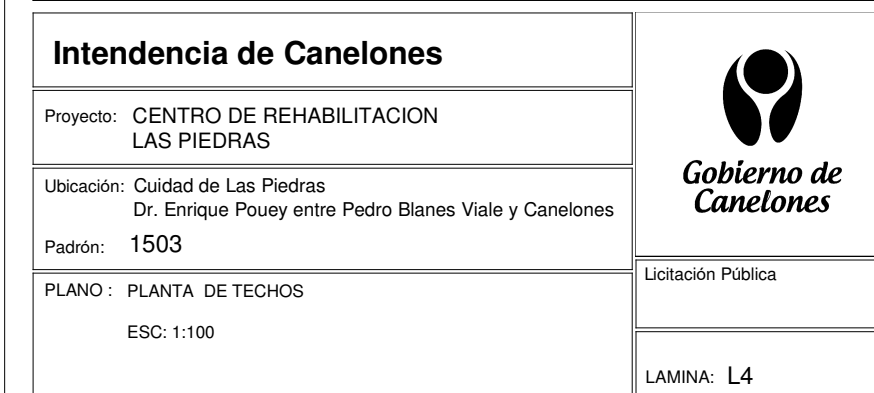 Intendencia de Canelones
Proyecto: CENTRO DE REHABILITACION
LAS PIEDRAS
Ubicación: Cuidad de Las Piedras
Dr. Enrique Pouey entre Pedro Blanes Viale y Canelones
Padrón: 1503
PLANO : PLANTA DE TECHOS
ESC: 1:100
Gobierno de
Canelones
Licitación Pública
LAMINA: L4